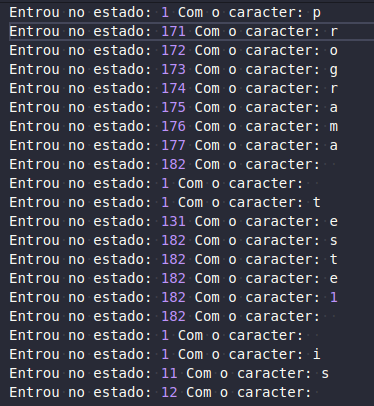 Entrou no estado: 1 Com o caracter: p
Entrou no estado: 171 Com o caracter: r
Entrou no estado: 172 Com o caracter: o
Entrou no estado: 173 Com o caracter: g
Entrou no estado: 174 Com o caracter: r
Entrou no estado: 175 Com o caracter: a
Entrou no estado: 176 Com o caracter: m
Entrou no estado: 177 Com o caracter: a
Entrou no estado: 182 Com o caracter:
Entrou no estado: 1 Com o caracter:
Entrou no estado: 1 Com o caracter: t
Entrou no estado: 131 Com o caracter: e
Entrou no estado: 182 Com o caracter: s
Entrou no estado: 182 Com o caracter: t
Entrou no estado: 182 Com o caracter: e
Entrou no estado: 182 Com o caracter: 1
Entrou no estado: 182 Com o caracter:
Entrou no estado: 1 Com o caracter:
Entrou no estado: 1 Com o caracter: i
Entrou no estado: 11 Com o caracter: s
Entrou no estado: 12 Com o caracter: